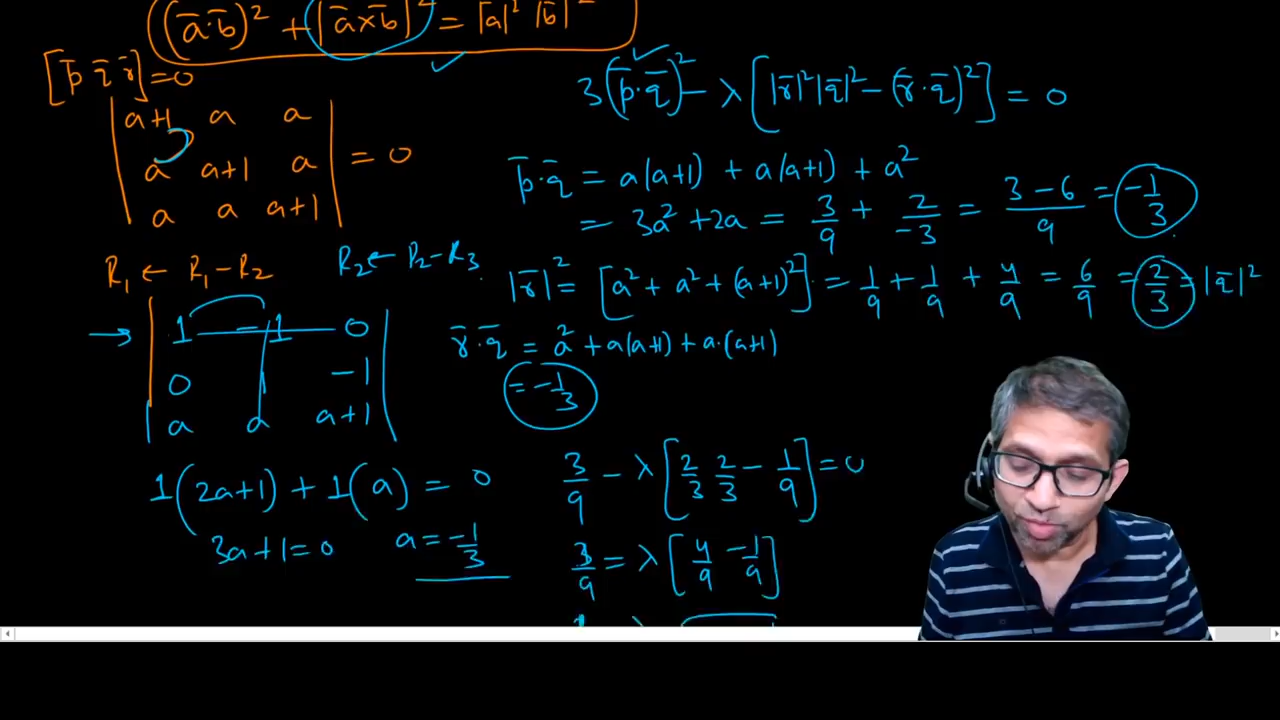 (a̅·b̅)² + |a̅×b̅|² = |a̅|² |b̅|²
[p̅ q̅ r̅] = 0
| a+1 a a |
| a a+1 a | = 0
| a a a+1 |
R₁ ← R₁-R₂ R₂ ← R₂-R₃
→ | 1 -1 0 |
| 0 1 -1 |
| a a a+1 |
1(2a+1) + 1(a) = 0
3a+1=0 a = -1/3
3(p̅·q̅)² - λ[|r̅|²|q̅|² - (r̅·q̅)²] = 0
p̅·q̅ = a(a+1) + a(a+1) + a²
= 3a² + 2a = 3/9 + 2/-3 = (3-6)/9 = -1/3
|r̅|² = [a² + a² + (a+1)²] = 1/9 + 1/9 + 4/9 = 6/9 = 2/3 = |q̅|²
r̅·q̅ = a² + a(a+1) + a·(a+1)
= -1/3
3/9 - λ[2/3 2/3 - 1/9] = 0
3/9 = λ[4/9 - 1/9]